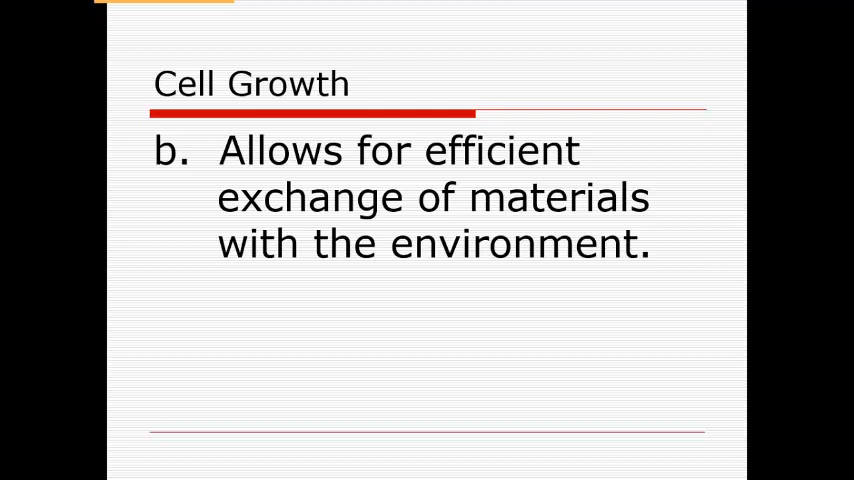 Cell Growth
b. Allows for efficient
exchange of materials
with the environment.